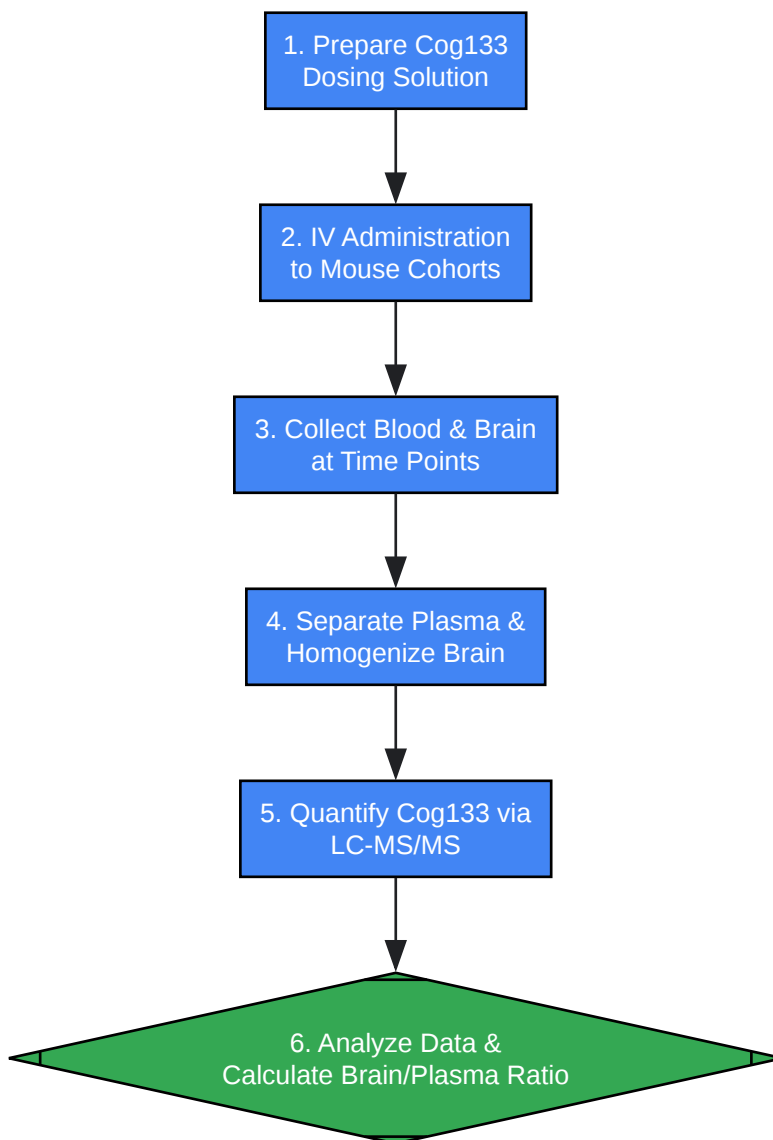 1. Prepare Cog133
Dosing Solution
2. IV Administration
to Mouse Cohorts
3. Collect Blood & Brain
at Time Points
4. Separate Plasma &
Homogenize Brain
5. Quantify Cog133 via
LC-MS/MS
6. Analyze Data &
Calculate Brain/Plasma Ratio